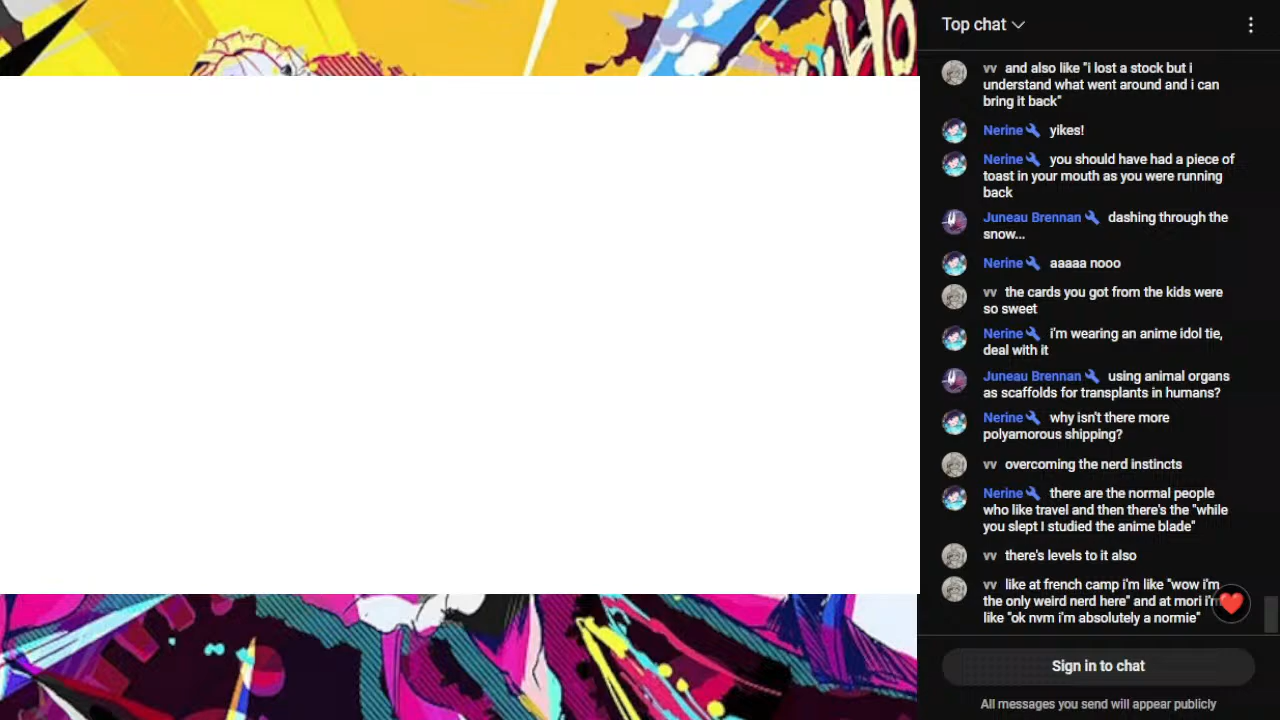 Top chat
vv and also like "i lost a stock but i
understand what went around and i can
bring it back"
Nerine yikes!
Nerine you should have had a piece of
toast in your mouth as you were running
back
Juneau Brennan dashing through the
snow...
Nerine aaaaa nooo
vv the cards you got from the kids were
so sweet
Nerine i'm wearing an anime idol tie,
deal with it
Juneau Brennan using animal organs
as scaffolds for transplants in humans?
Nerine why isn't there more
polyamorous shipping?
vv overcoming the nerd instincts
Nerine there are the normal people
who like travel and then there's the "while
you slept I studied the anime blade"
vv there's levels to it also
vv like at french camp i'm like "wow i'm
the only weird nerd here" and at mori i'm
like "ok nvm i'm absolutely a normie"
Sign in to chat
All messages you send will appear publicly